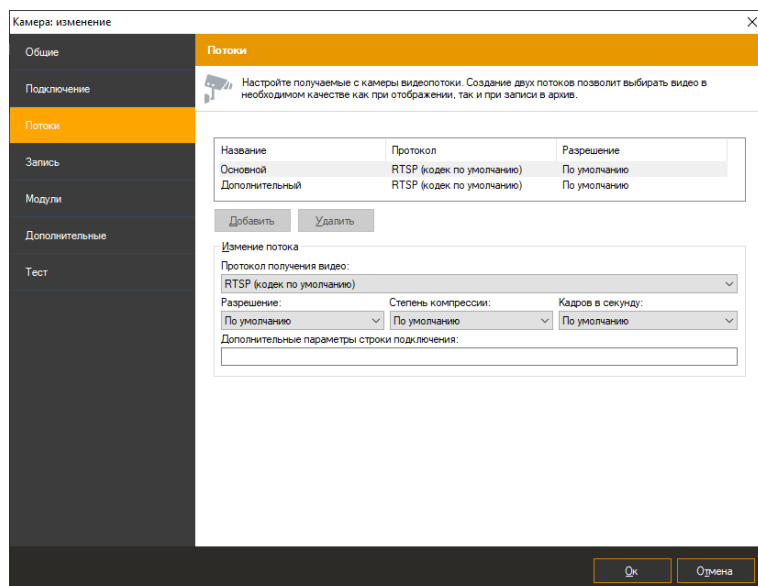 Камера: изменение
Общие
Подключение
Потоки
Запись
Модули
Дополнительные
Тест
Потоки
Настройте получаемые с камеры видеопотоки. Создание двух потоков позволит выбирать видео в
необходимом качестве как при отображении, так и при записи в архив.
Название Протокол Разрешение
Основной RTSP (кодек по умолчанию) По умолчанию
Дополнительный RTSP (кодек по умолчанию) По умолчанию
Добавить Удалить
Измение потока
Протокол получения видео:
RTSP (кодек по умолчанию)
Разрешение: Степень компрессии: Кадров в секунду:
По умолчанию По умолчанию По умолчанию
Дополнительные параметры строки подключения:
Ок Отмена